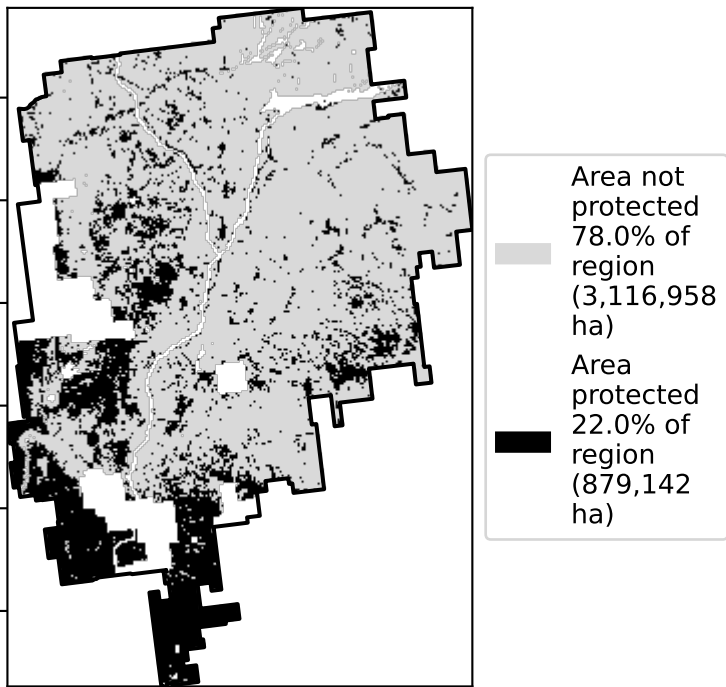 Area not
protected
78.0% of
region
(3,116,958
ha)
Area
protected
22.0% of
region
(879,142
ha)